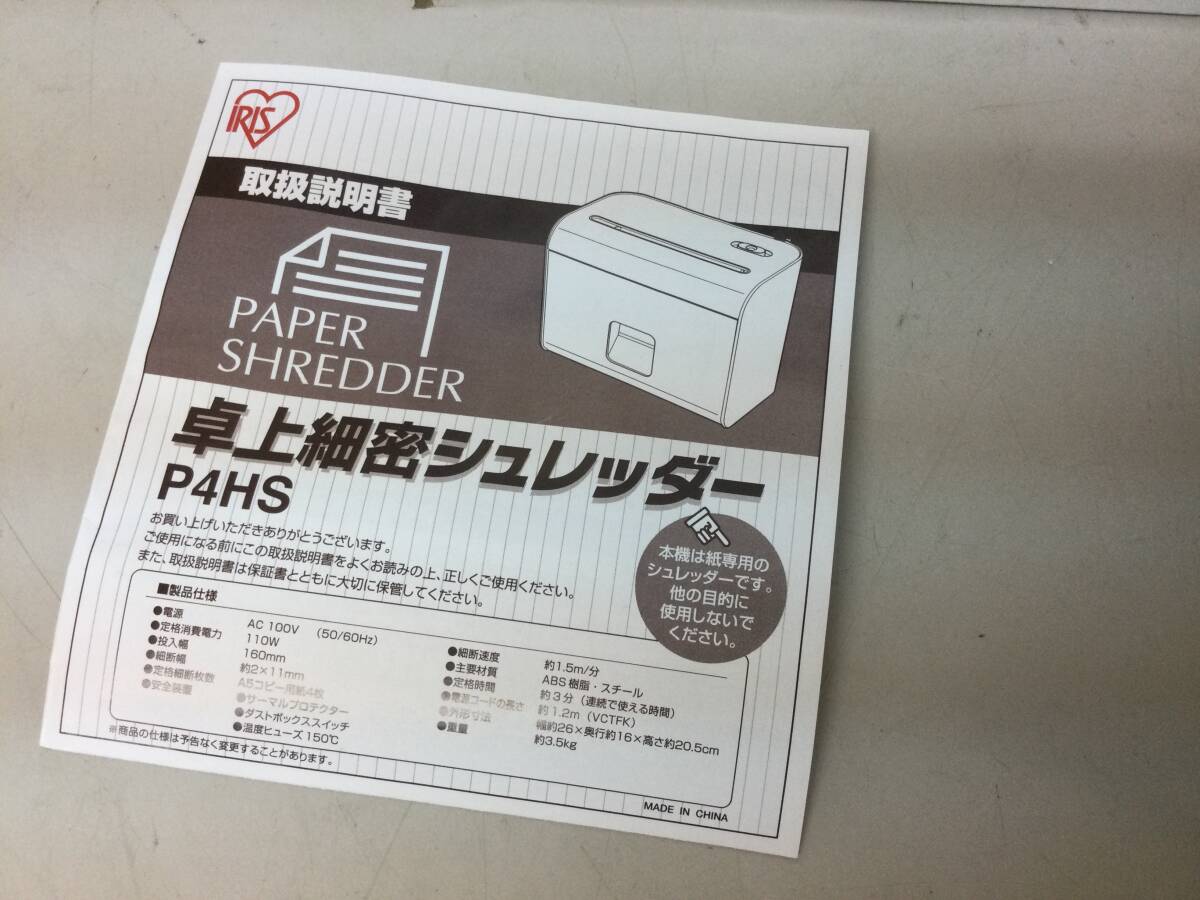 IRIS
取扱説明書
PAPER
SHREDDER
卓上細密シュレッダー
P4HS
お買い上げいただきありがとうございます。
ご使用になる前にこの取扱説明書をよくお読みの上、正しくご使用ください。
また、取扱説明書は保証書とともに大切に保管してください。
本機は紙専用の
シュレッダーです。
他の目的に
使用しないで
ください。
■製品仕様
●電源 AC 100V (50/60Hz)
●定格消費電力 110W
●投入幅 160mm
●細断幅 約2×11mm
●定格細断枚数 A5コピー用紙4枚
●安全装置 ●サーマルプロテクター
●ダストボックススイッチ
●温度ヒューズ 150℃
●細断速度 約1.5m/分
●主要材質 ABS樹脂・スチール
●定格時間 約3分（連続で使える時間）
●電源コードの長さ 約1.2m（VCTFK）
●外形寸法 幅約26×奥行約16×高さ約20.5cm
●重量 約3.5kg
※商品の仕様は予告なく変更することがあります。
MADE IN CHINA